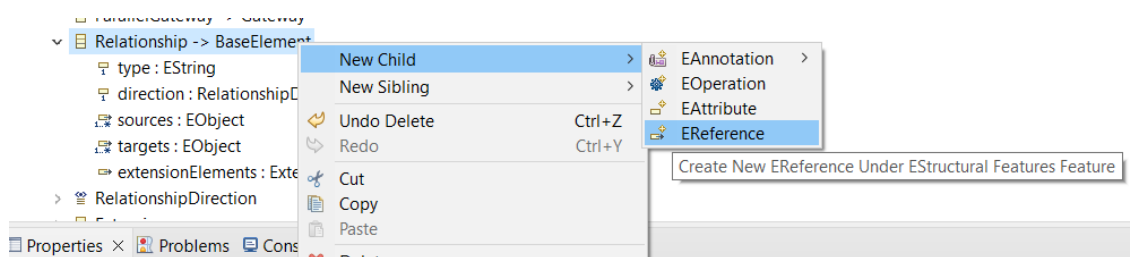 ParallelGateway -> Gateway
Relationship -> BaseElement
type : EString
direction : RelationshipD
sources : EObject
targets : EObject
extensionElements : Exte
RelationshipDirection
Properties × Problems Cons
New Child >
New Sibling >
Undo Delete Ctrl+Z
Redo Ctrl+Y
Cut
Copy
Paste
EAnnotation >
EOperation
EAttribute
EReference
Create New EReference Under EStructural Features Feature